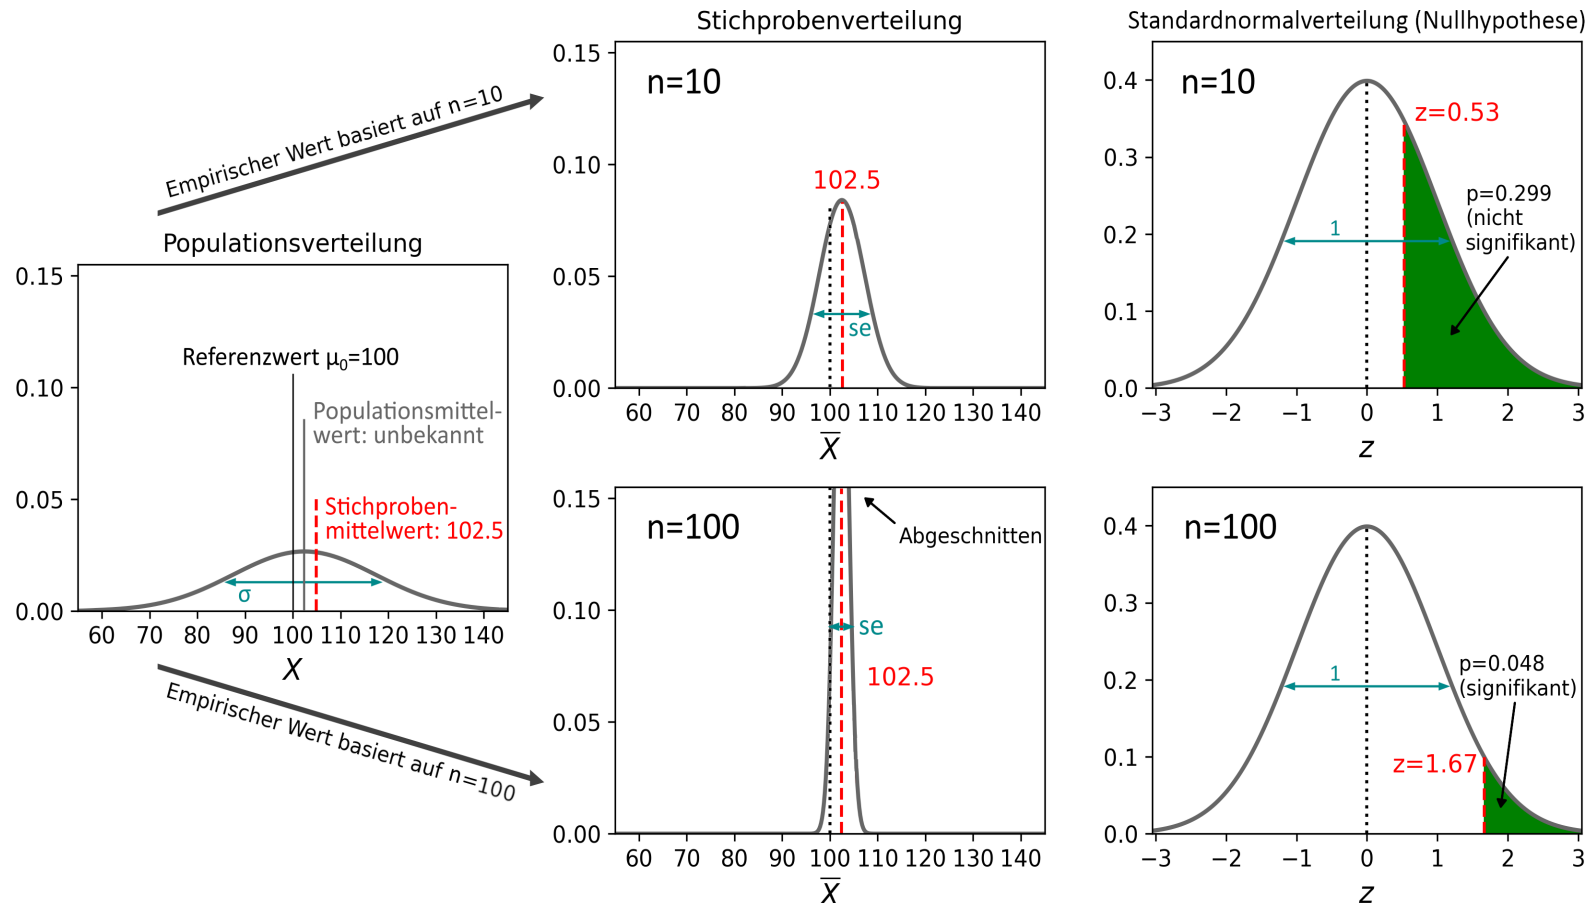 Stichprobenverteilung
Standardnormalverteilung (Nullhypothese)
Empirischer Wert basiert auf n=10
0.15
0.10
0.05
0.00
n=10
102.5
se
60 70 80 90 100 110 120 130 140
X
0.4
0.3
0.2
0.1
0.0
n=10
z=0.53
p=0.299
(nicht
signifikant)
1
−3 −2 −1 0 1 2 3
z
Populationsverteilung
0.15
0.10
0.05
0.00
Referenzwert μ₀=100
Populationsmittel-
wert: unbekannt
Stichproben-
mittelwert: 102.5
σ
60 70 80 90 100 110 120 130 140
X
Empirischer Wert basiert auf n=100
0.15
0.10
0.05
0.00
n=100
Abgeschnitten
se
102.5
60 70 80 90 100 110 120 130 140
X
0.4
0.3
0.2
0.1
0.0
n=100
1
p=0.048
(signifikant)
z=1.67
−3 −2 −1 0 1 2 3
z